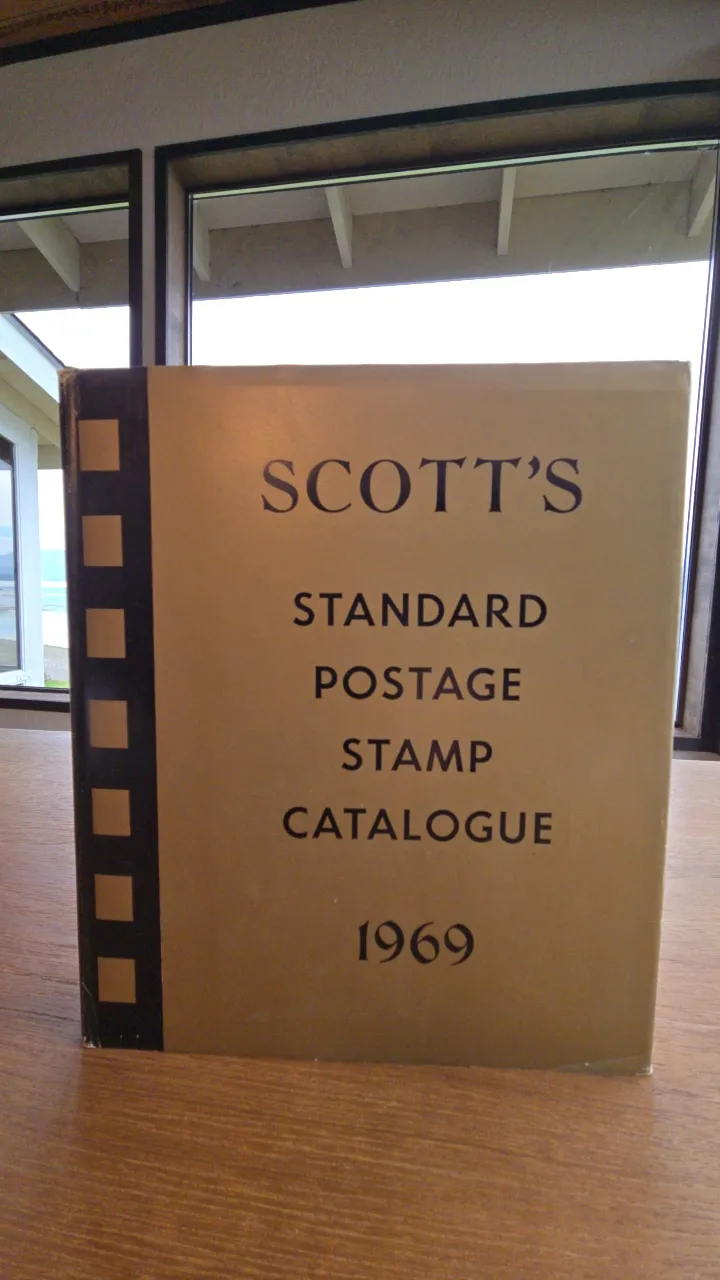 SCOTT'S
STANDARD
POSTAGE
STAMP
CATALOGUE
1969